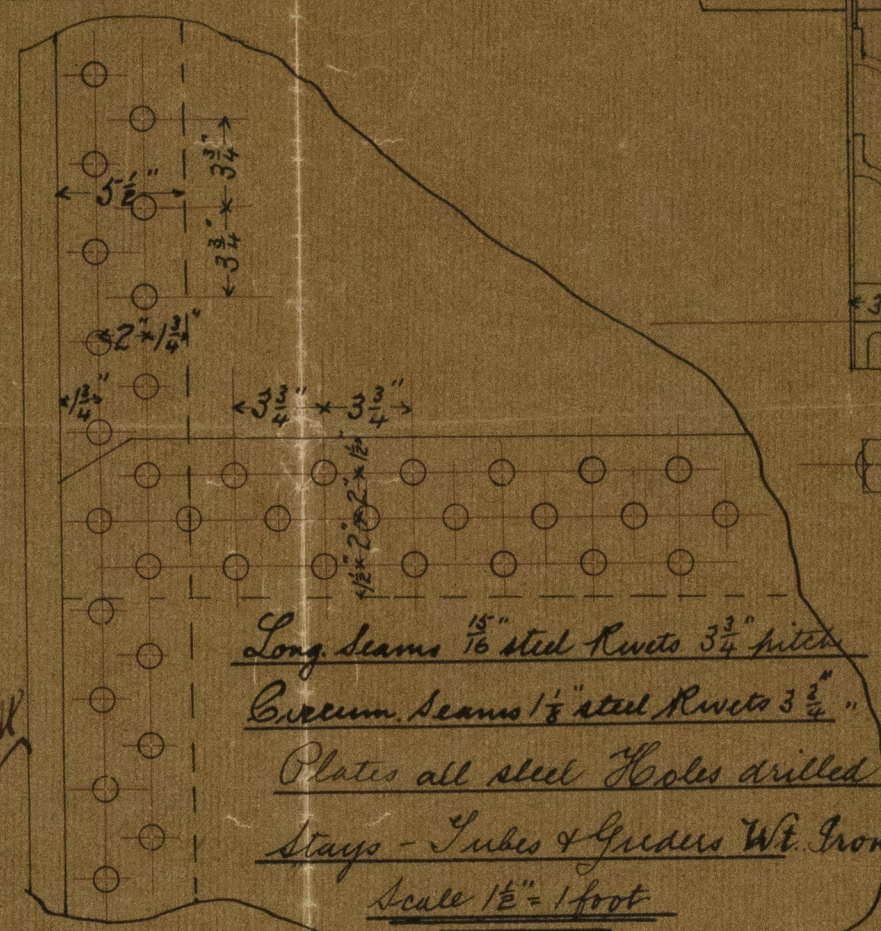 3 3/4"
5 1/2"
3 3/4"
3
2" 1 3/4"
1 3/4"
3 3/4" 3 3/4"
1 1/2" 2" 2" 1 1/2"
Long. Seams 15/16" steel Rivets 3 3/4" pitch
Circum. Seams 1 1/8" steel Rivets 3 3/4" "
Plates all steel Holes drilled
Stays - Tubes & Girders Wt. Iron
Scale 1 1/2" = 1 foot